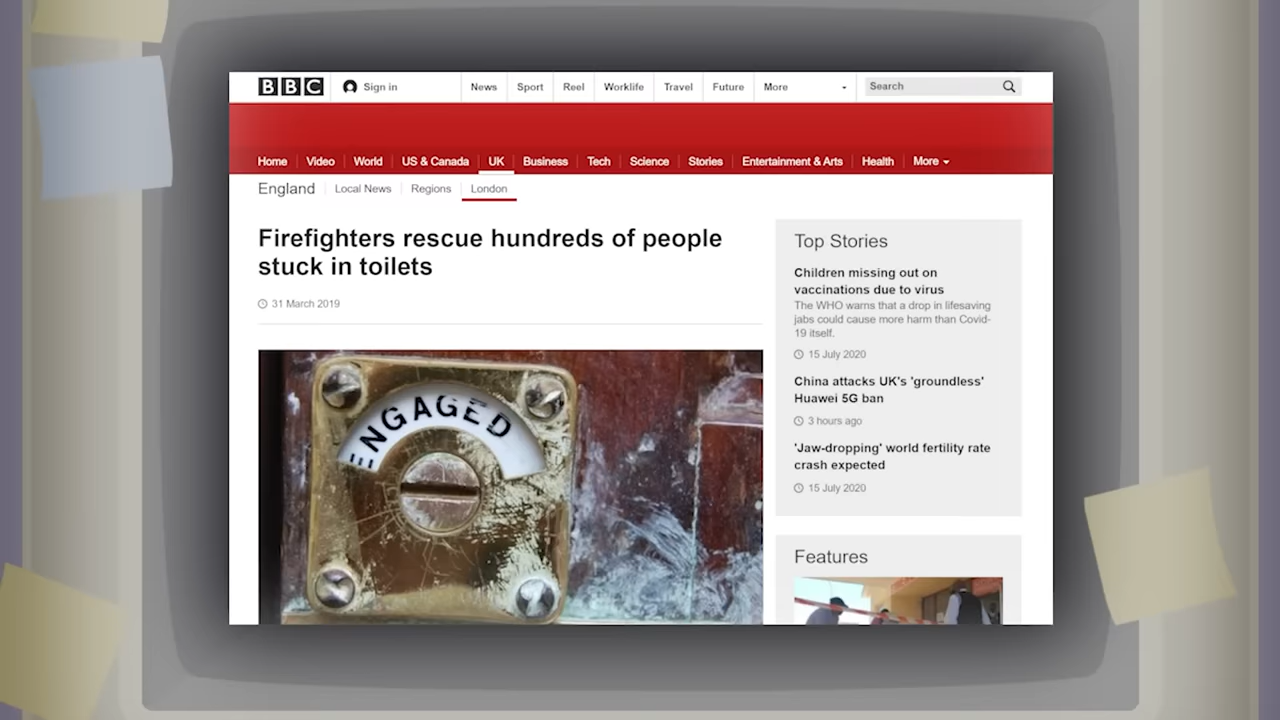 BBC
Sign in
News
Sport
Reel
Worklife
Travel
Future
More
Search
Home
Video
World
US & Canada
UK
Business
Tech
Science
Stories
Entertainment & Arts
Health
More
England
Local News
Regions
London
Firefighters rescue hundreds of people
stuck in toilets
31 March 2019
ENGAGED
Top Stories
Children missing out on
vaccinations due to virus
The WHO warns that a drop in lifesaving
jabs could cause more harm than Covid-
19 itself.
15 July 2020
China attacks UK's 'groundless'
Huawei 5G ban
3 hours ago
'Jaw-dropping' world fertility rate
crash expected
15 July 2020
Features